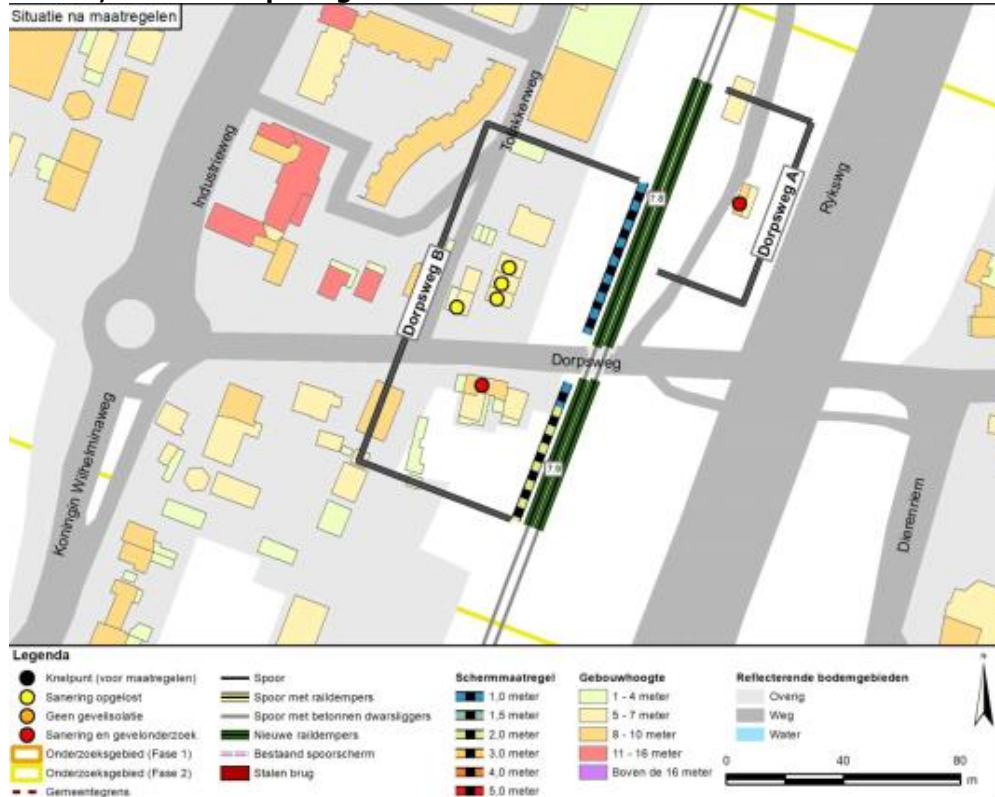 Situatie na maatregelen
Torakkerweg
Industrieweg
Ryksweg
7.8
Dorpsweg A
Dorpsweg B
Dorpsweg
7.9
Koningin Wilhelminaweg
Dierenriem
Legenda
Knelpunt (voor maatregelen)
Sanering opgelost
Geen gevelisolatie
Sanering en gevelonderzoek
Onderzoeksgebied (Fase 1)
Onderzoeksgebied (Fase 2)
Gemeentegrens
Spoor
Spoor met raildempers
Spoor met betonnen dwarsliggers
Nieuwe raildempers
Bestaand spoorscherm
Stalen brug
Schermmaatregel
1,0 meter
1,5 meter
2,0 meter
3,0 meter
4,0 meter
5,0 meter
Gebouwhoogte
1 - 4 meter
5 - 7 meter
8 - 10 meter
11 - 16 meter
Boven de 16 meter
Reflecterende bodemgebieden
Overig
Weg
Water
0 40 80
m